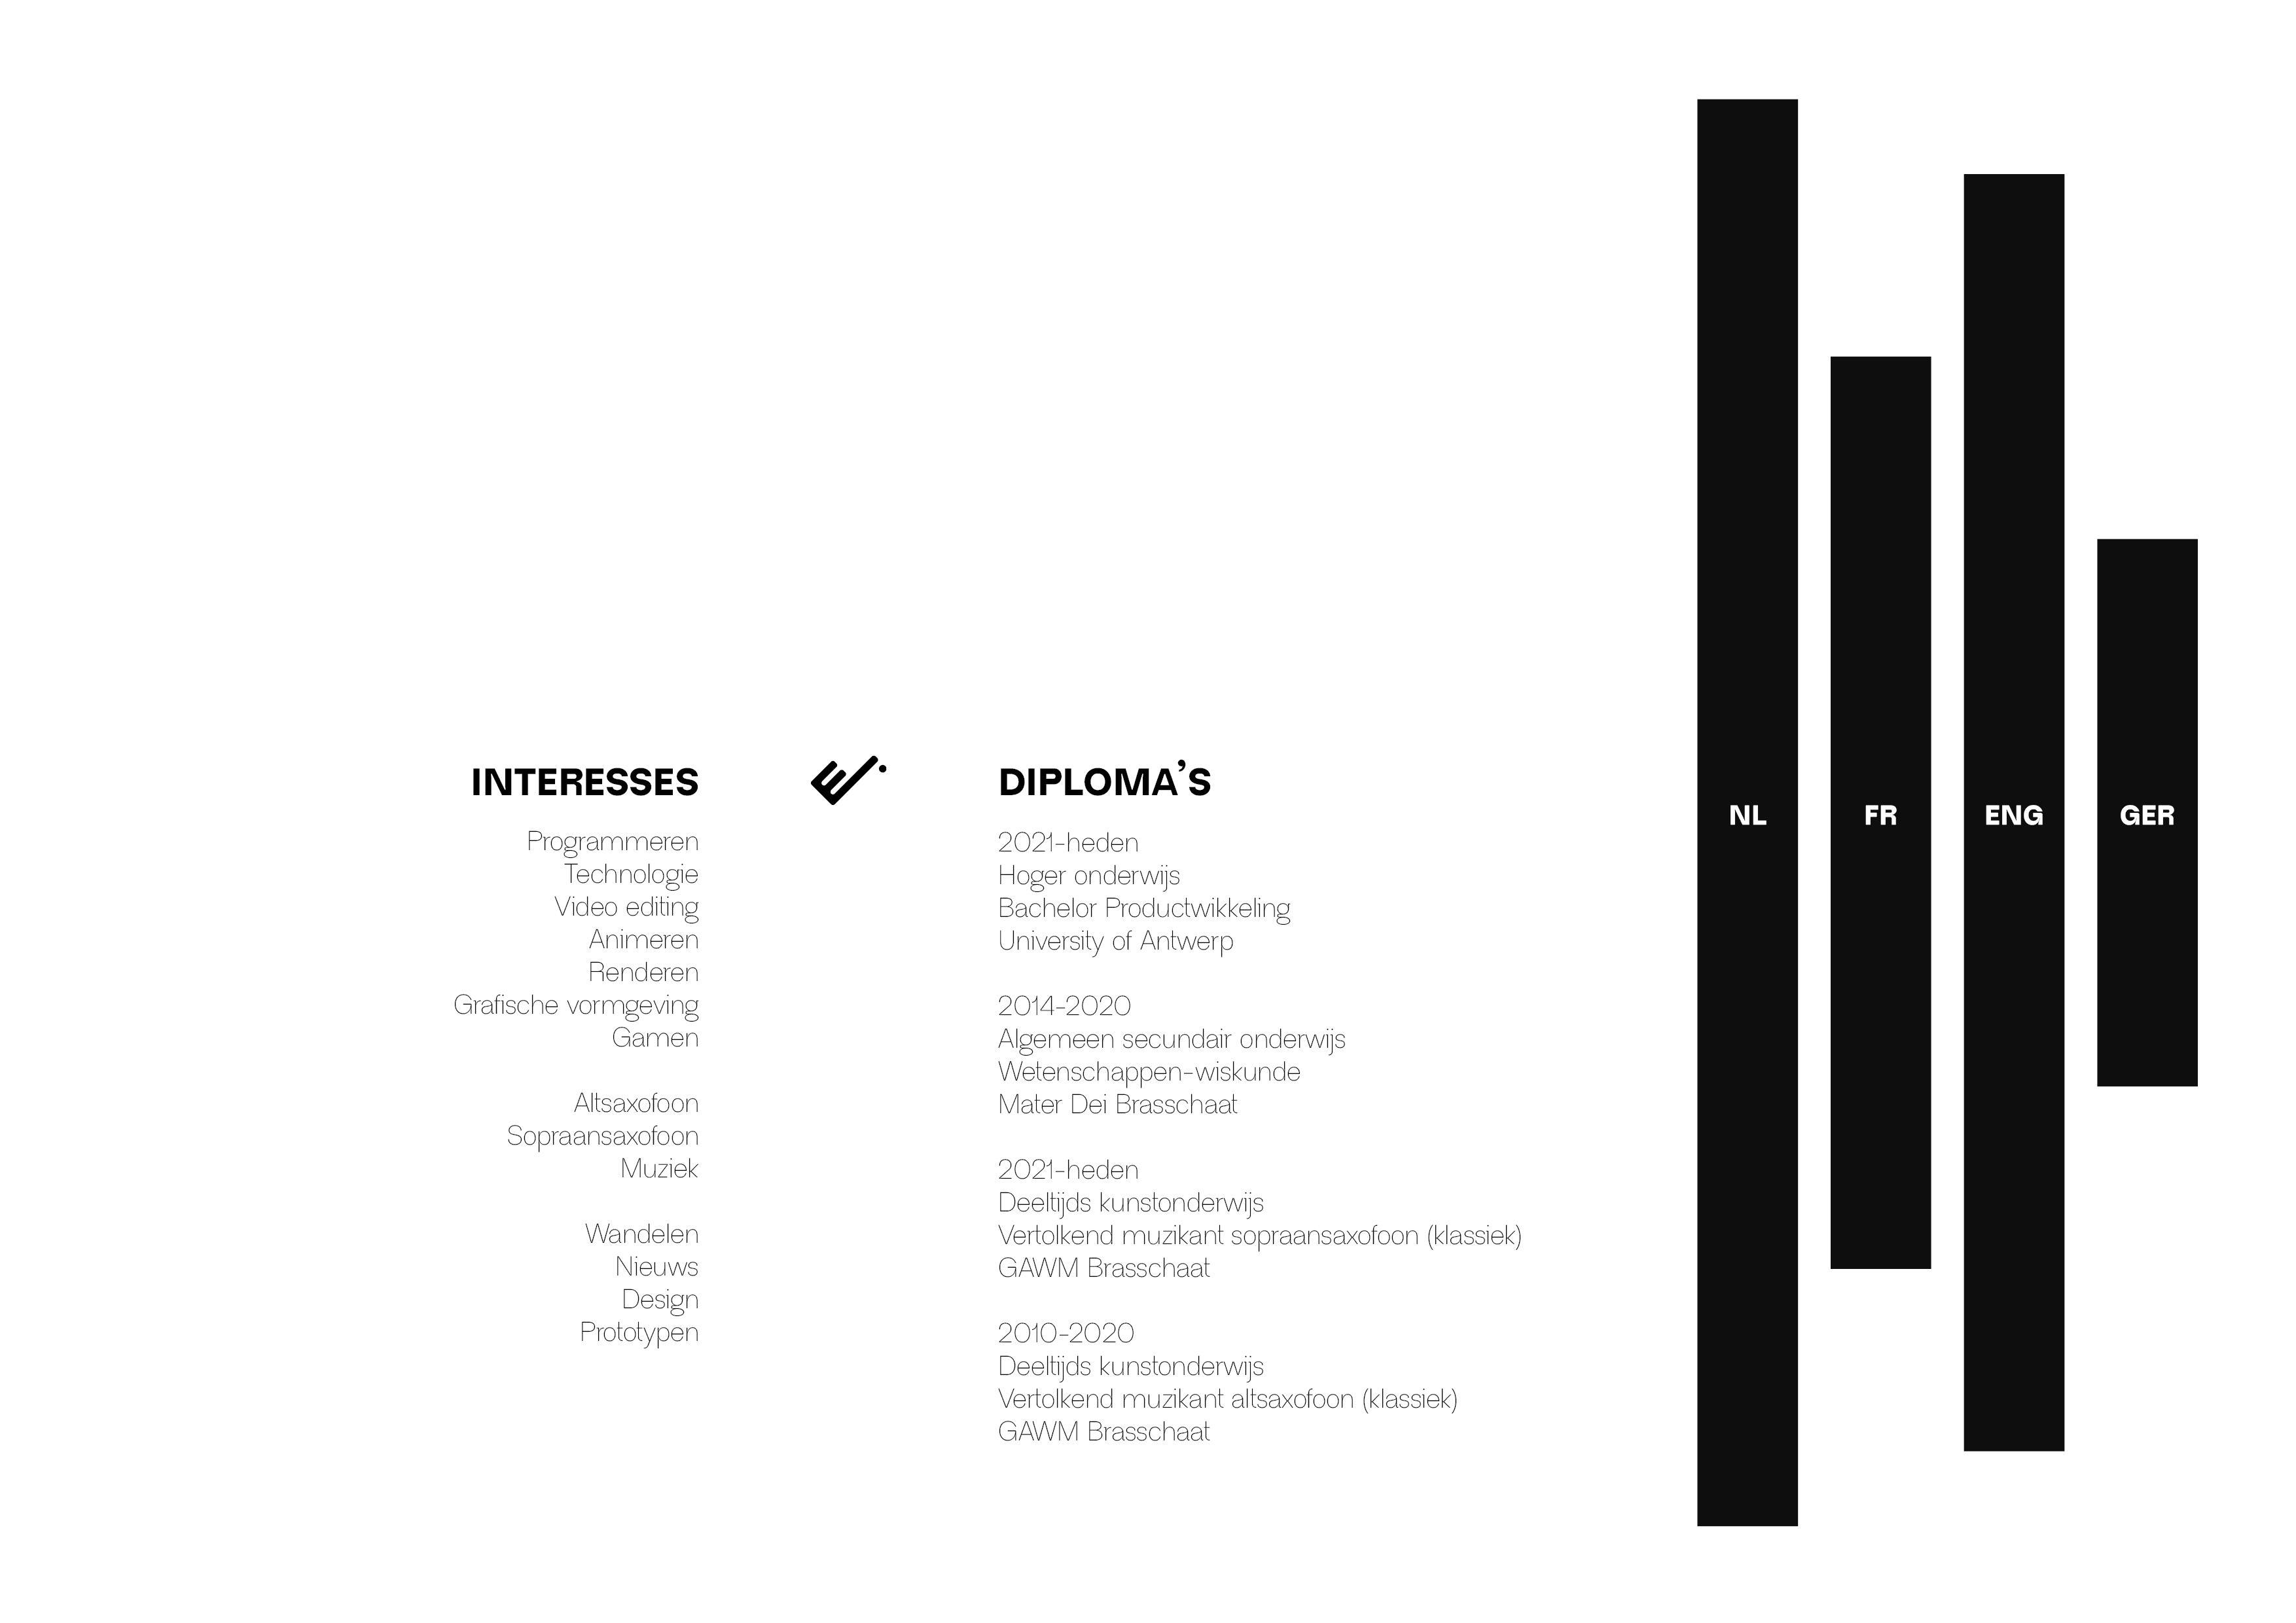 INTERESSES
Programmeren
Technologie
Video editing
Animeren
Renderen
Grafische vormgeving
Gamen
Altsaxofoon
Sopraansaxofoon
Muziek
Wandelen
Nieuws
Design
Prototypen
DIPLOMA'S
2021-heden
Hoger onderwijs
Bachelor Productwikkeling
University of Antwerp
2014-2020
Algemeen secundair onderwijs
Wetenschappen-wiskunde
Mater Dei Brasschaat
2021-heden
Deeltijds kunstonderwijs
Vertolkend muzikant sopraansaxofoon (klassiek)
GAWM Brasschaat
2010-2020
Deeltijds kunstonderwijs
Vertolkend muzikant altsaxofoon (klassiek)
GAWM Brasschaat
NL
FR
ENG
GER